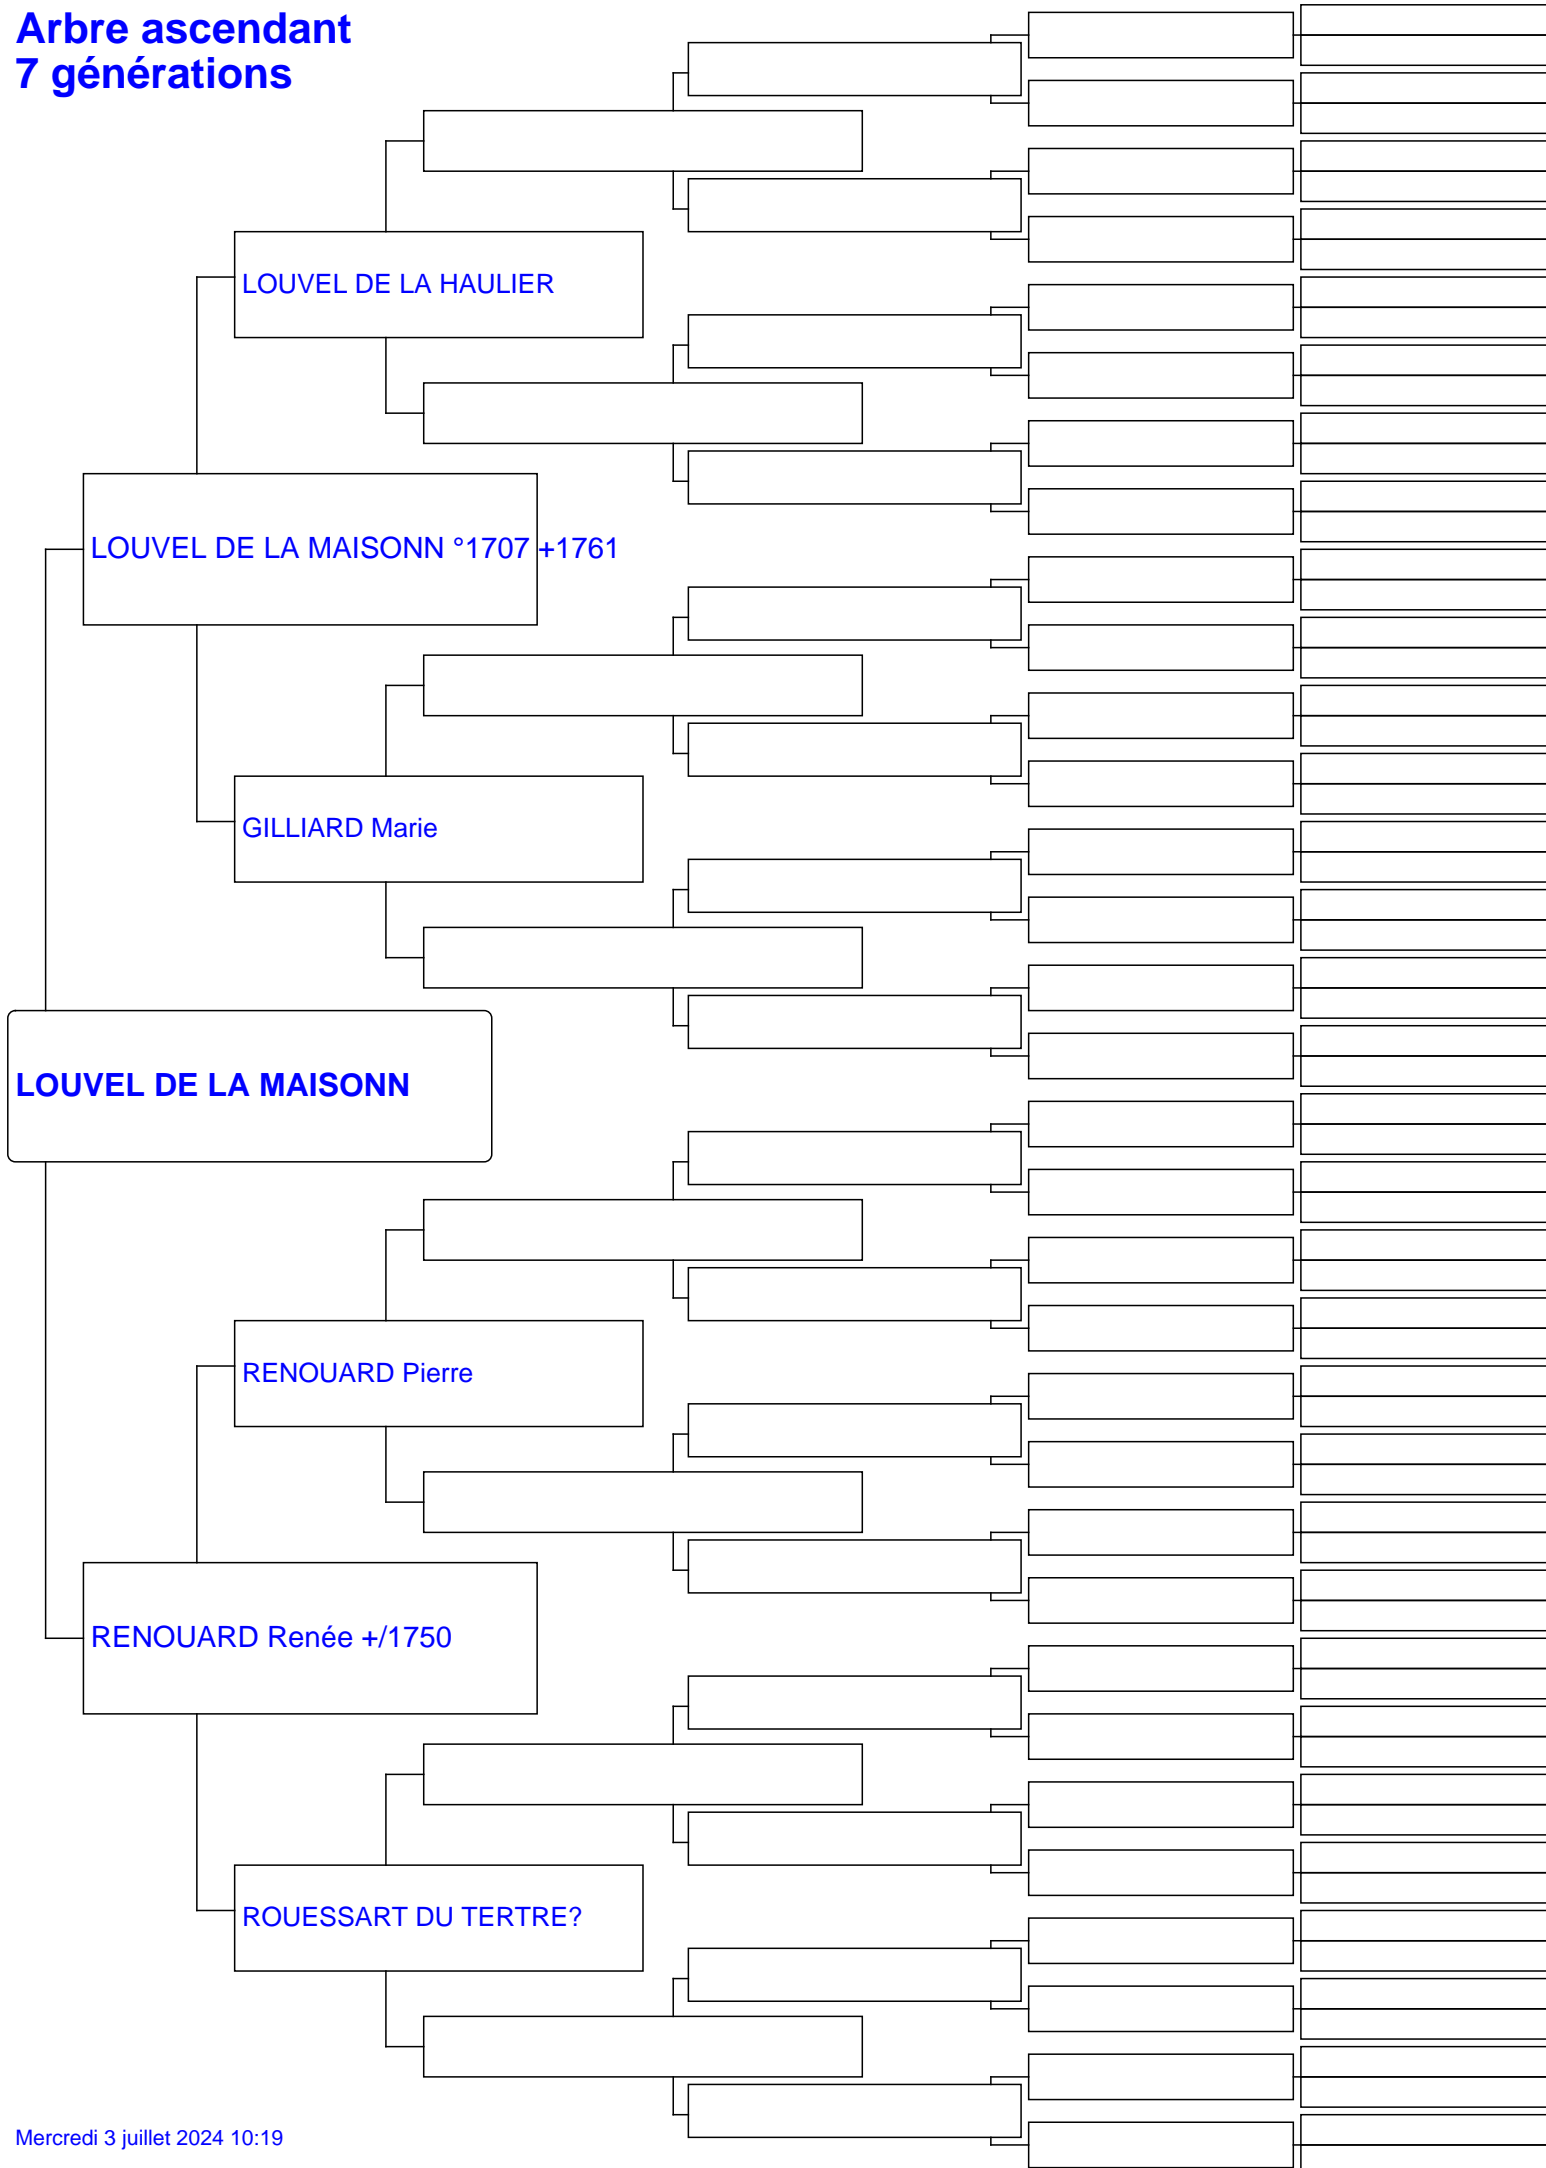 Arbre ascendant
7 générations
LOUVEL DE LA HAULIER
LOUVEL DE LA MAISONN °1707 +1761
GILLIARD Marie
LOUVEL DE LA MAISONN
RENOUARD Pierre
RENOUARD Renée +/1750
ROUESSART DU TERTRE?
Mercredi 3 juillet 2024 10:19